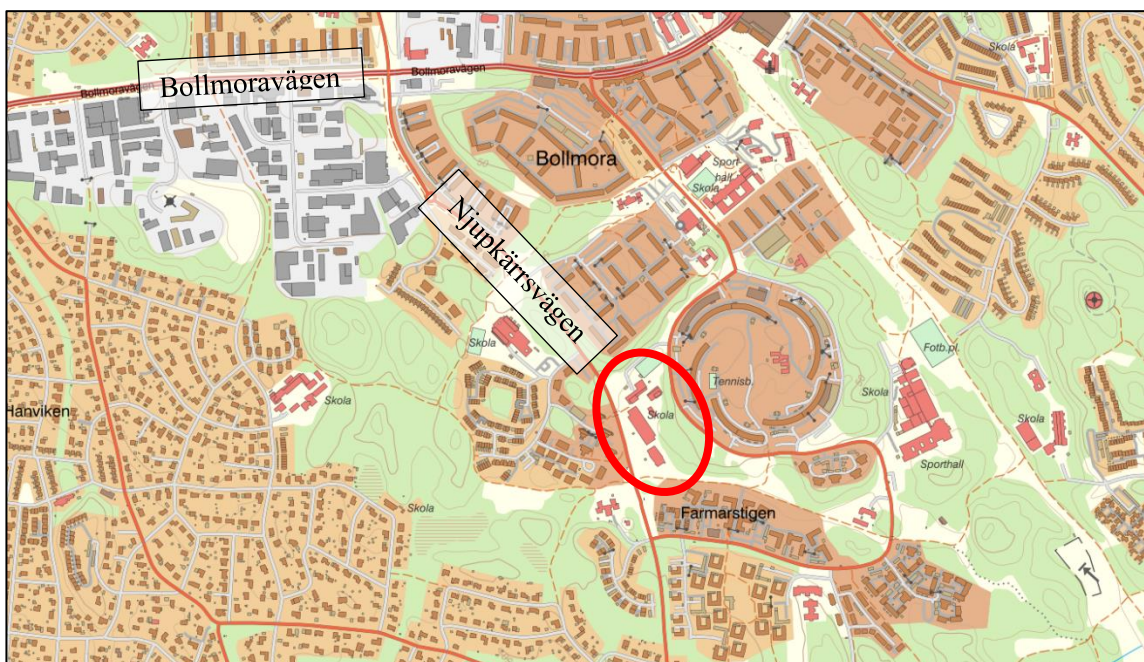 Skola
Bollmoravägen
Bollmoravägen
Bollmoravägen
Bollmora
Sport
hall
Skola
Njupkärrsvägen
Skola
Tennisb.
Fotb.pl.
Hanviken
Skola
Skola
Skola
Skola
Sporthall
Skola
Farmarstigen